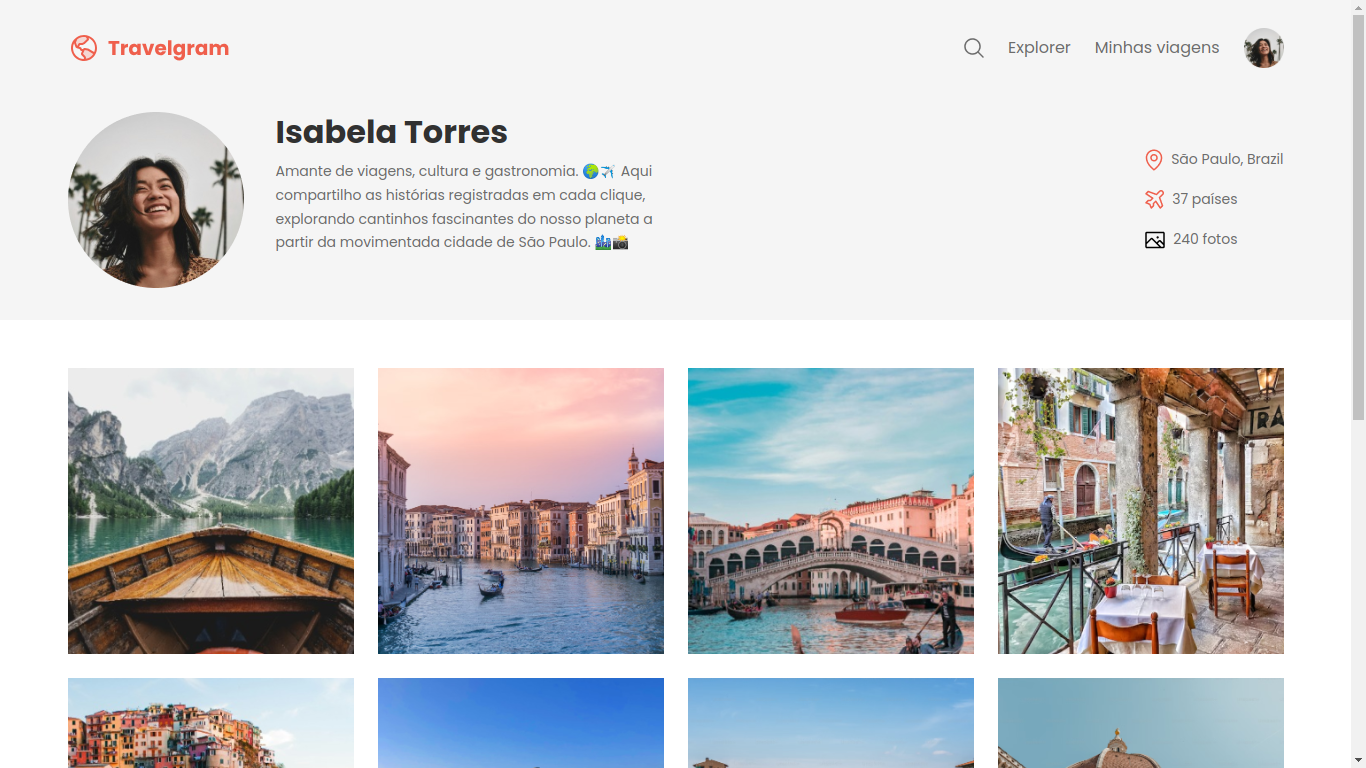 Travelgram
Explorer
Minhas viagens
Isabela Torres
Amante de viagens, cultura e gastronomia. 🌍✈️ Aqui
compartilho as histórias registradas em cada clique,
explorando cantinhos fascinantes do nosso planeta a
partir da movimentada cidade de São Paulo. 🏙️📸
São Paulo, Brazil
37 países
240 fotos
TRA